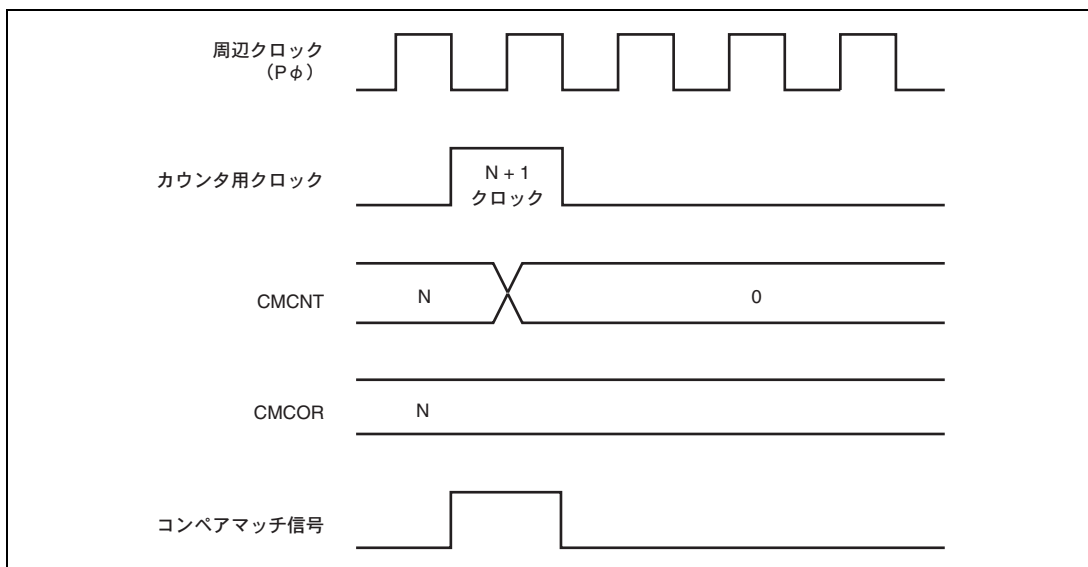 周辺クロック
（Pφ）
カウンタ用クロック
N + 1
クロック
CMCNT
N
0
CMCOR
N
コンペアマッチ信号